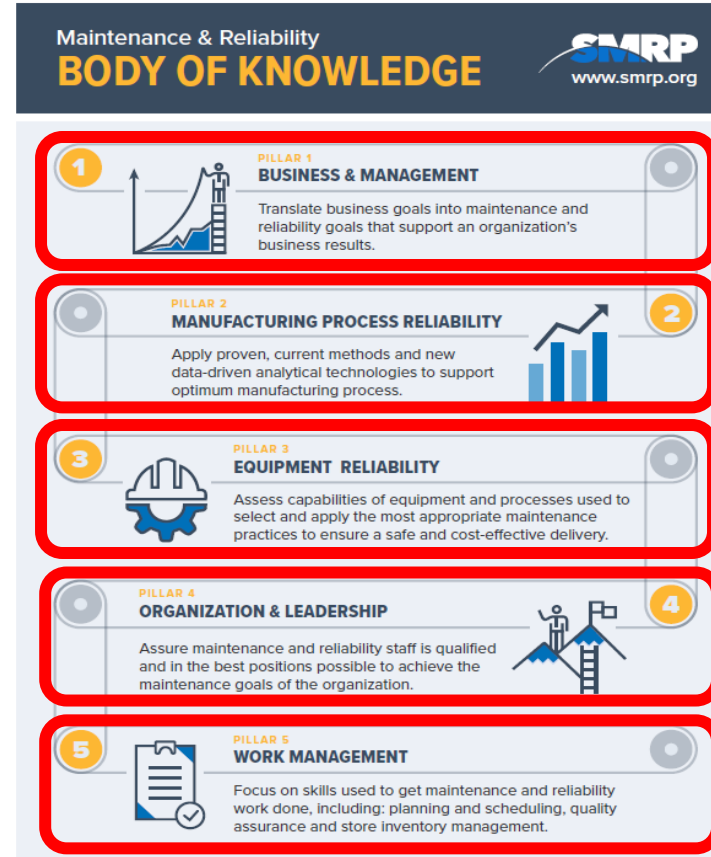 Maintenance & Reliability
BODY OF KNOWLEDGE
SMRP
www.smrp.org
1
PILLAR 1
BUSINESS & MANAGEMENT
Translate business goals into maintenance and
reliability goals that support an organization's
business results.
PILLAR 2
MANUFACTURING PROCESS RELIABILITY
2
Apply proven, current methods and new
data-driven analytical technologies to support
optimum manufacturing process.
3
PILLAR 3
EQUIPMENT RELIABILITY
Assess capabilities of equipment and processes used to
select and apply the most appropriate maintenance
practices to ensure a safe and cost-effective delivery.
PILLAR 4
ORGANIZATION & LEADERSHIP
4
Assure maintenance and reliability staff is qualified
and in the best positions possible to achieve the
maintenance goals of the organization.
5
PILLAR 5
WORK MANAGEMENT
Focus on skills used to get maintenance and reliability
work done, including: planning and scheduling, quality
assurance and store inventory management.